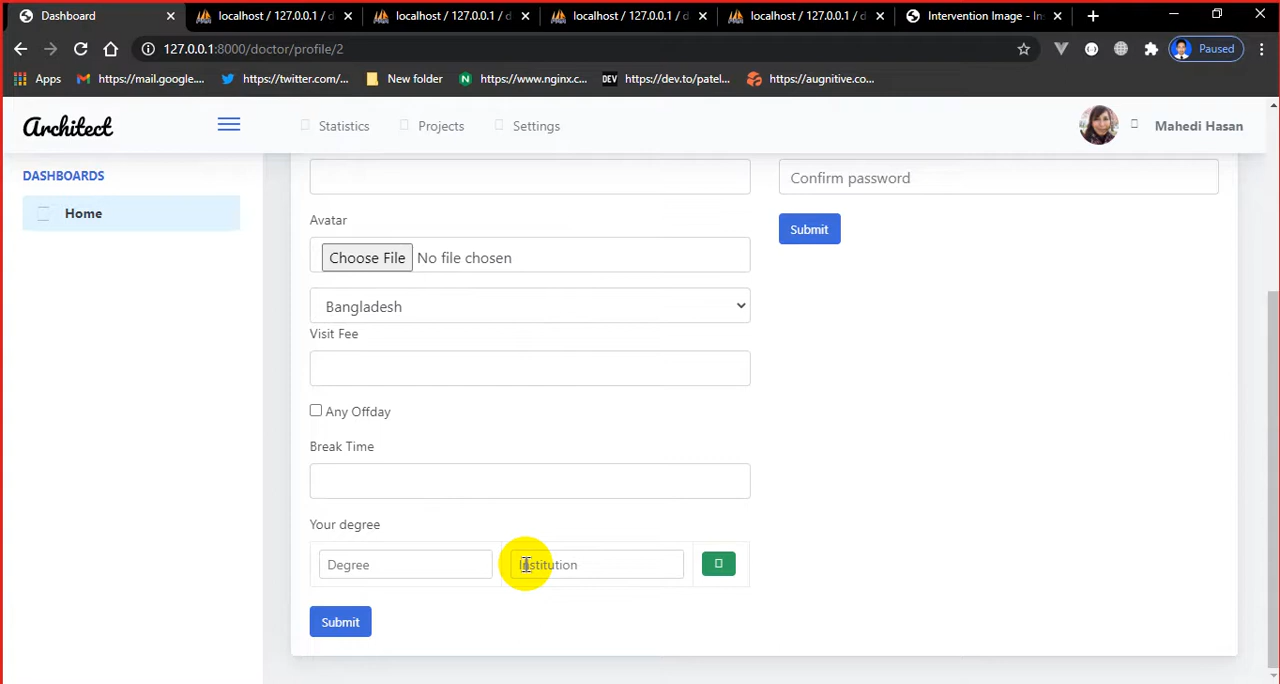 Dashboard
localhost / 127.0.0.1 / d
localhost / 127.0.0.1 / d
localhost / 127.0.0.1 / d
localhost / 127.0.0.1 / d
Intervention Image - In
127.0.0.1:8000/doctor/profile/2
Paused
Apps
https://mail.google....
https://twitter.com/...
New folder
https://www.nginx.c...
DEV
https://dev.to/patel...
https://augnitive.co...
Architect
Statistics
Projects
Settings
Mahedi Hasan
DASHBOARDS
Home
Confirm password
Submit
Avatar
Choose File No file chosen
Bangladesh
Visit Fee
Any Offday
Break Time
Your degree
Degree
Institution
Submit